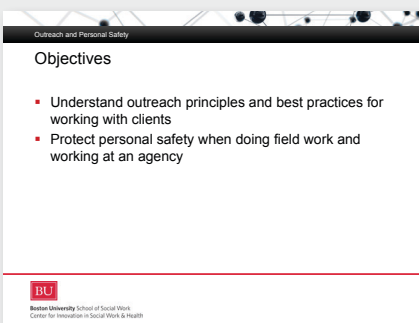 Outreach and Personal Safety
Objectives
▪ Understand outreach principles and best practices for
working with clients
▪ Protect personal safety when doing field work and
working at an agency
BU
Boston University School of Social Work
Center for Innovation in Social Work & Health